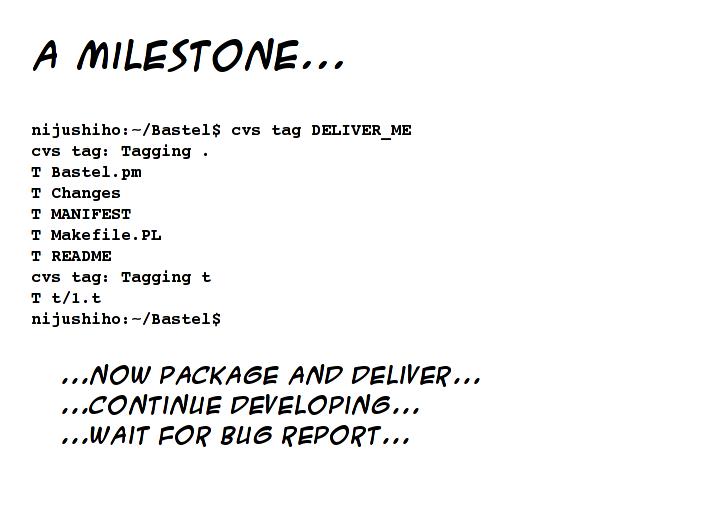 A MILESTONE...
nijushiho:~/Bastel$ cvs tag DELIVER_ME
cvs tag: Tagging .
T Bastel.pm
T Changes
T MANIFEST
T Makefile.PL
T README
cvs tag: Tagging t
T t/1.t
nijushiho:~/Bastel$
...NOW PACKAGE AND DELIVER...
...CONTINUE DEVELOPING...
...WAIT FOR BUG REPORT...